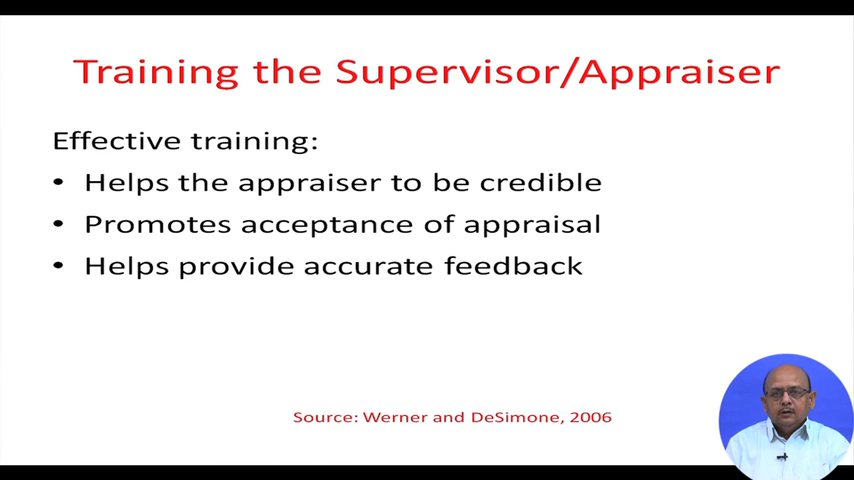 Training the Supervisor/Appraiser
Effective training:
• Helps the appraiser to be credible
• Promotes acceptance of appraisal
• Helps provide accurate feedback
Source: Werner and DeSimone, 2006